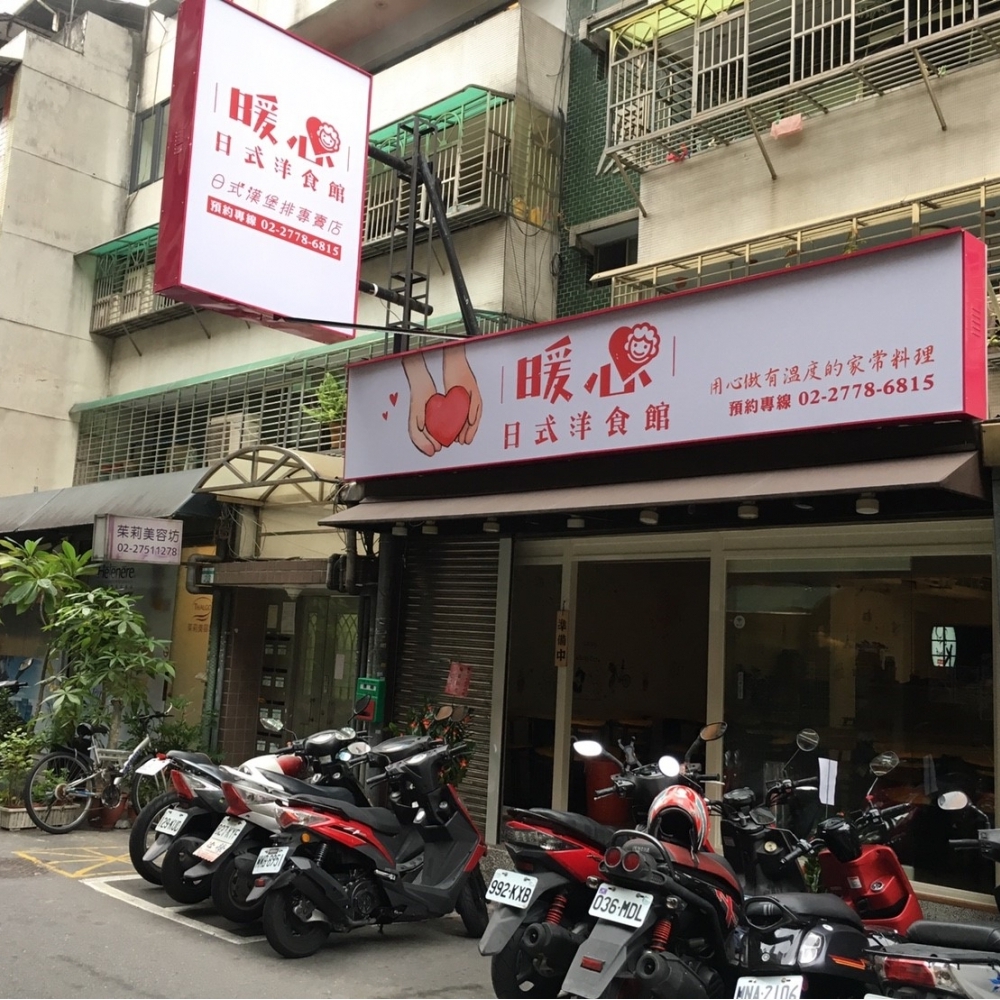 暖心
日式洋食館
日式漢堡排專賣店
預約專線 02-2778-6815
暖心
日式洋食館
用心做有溫度的家常料理
預約專線 02-2778-6815
茱莉美容坊
02-27511278
準備中
992-KXB
036-MDL